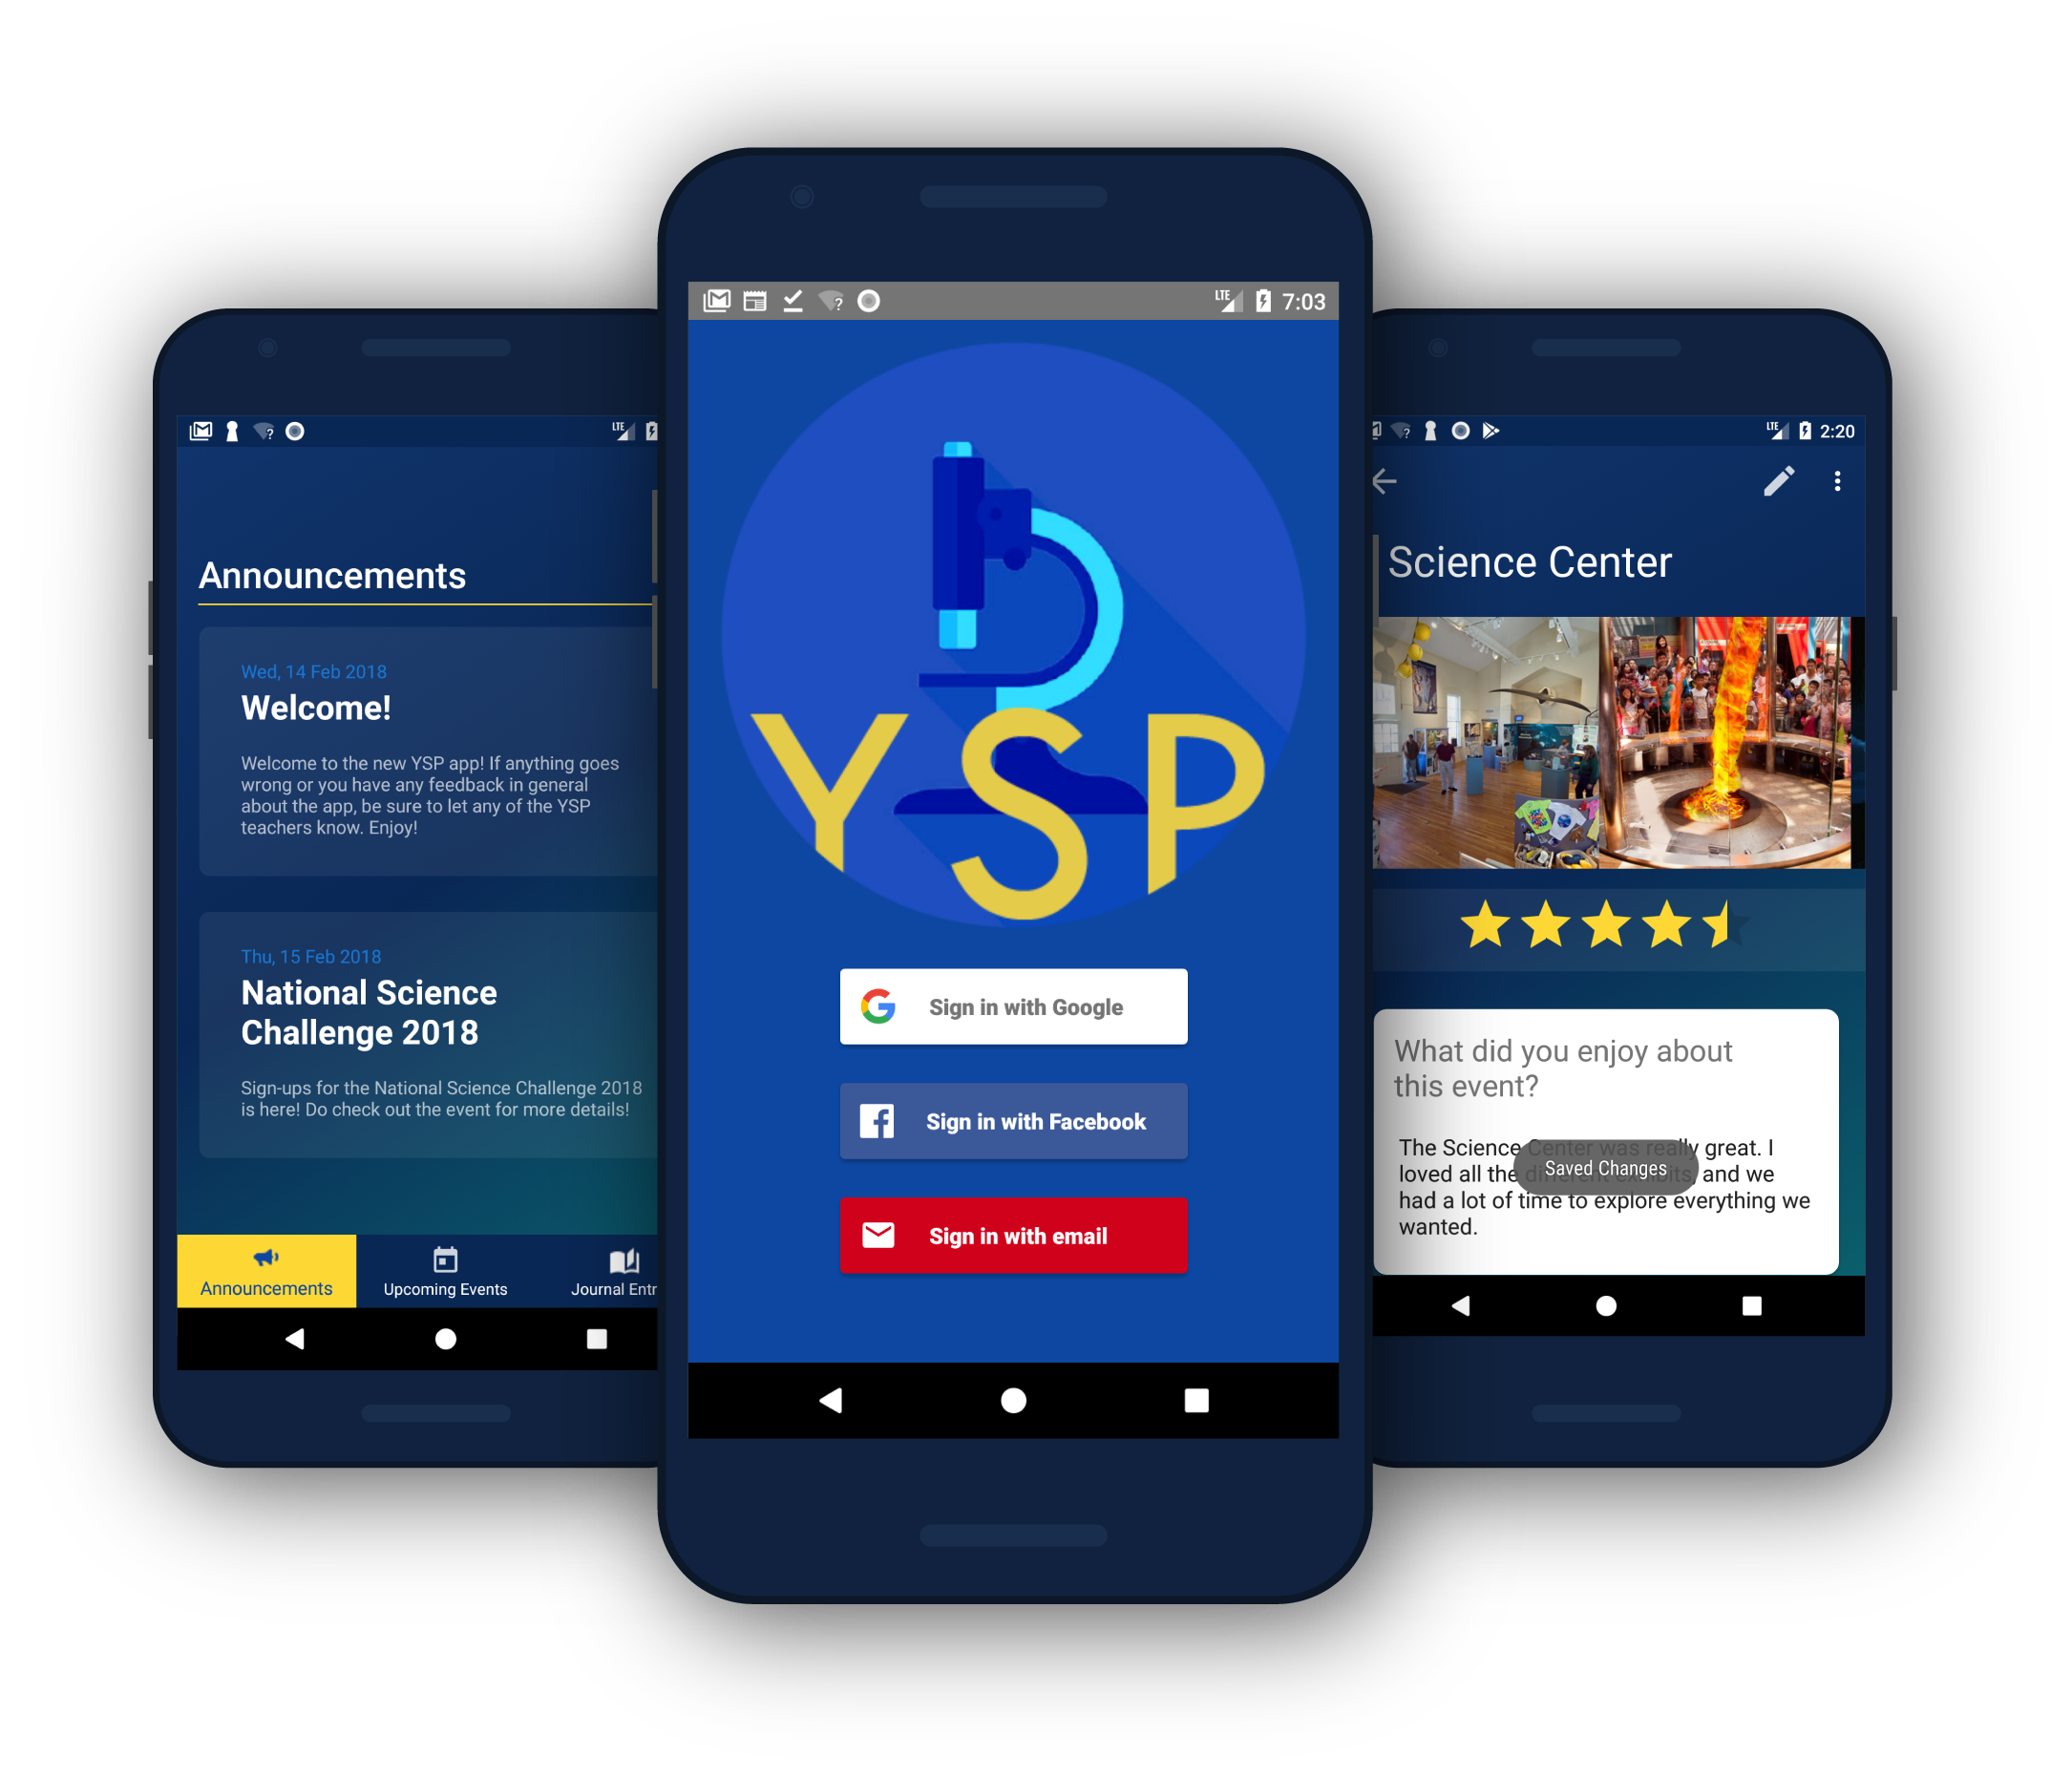 Announcements
Wed, 14 Feb 2018
Welcome!
Welcome to the new YSP app! If anything goes
wrong or you have any feedback in general
about the app, be sure to let any of the YSP
teachers know. Enjoy!
Thu, 15 Feb 2018
National Science
Challenge 2018
Sign-ups for the National Science Challenge 2018
is here! Do check out the event for more details!
Announcements
Upcoming Events
Journal Entr
LTE
LTE 7:03
YSP
Sign in with Google
Sign in with Facebook
Sign in with email
LTE 2:20
Science Center
What did you enjoy about
this event?
The Science Center was really great. I
loved all the different exhibits, and we
had a lot of time to explore everything we
wanted.
Saved Changes